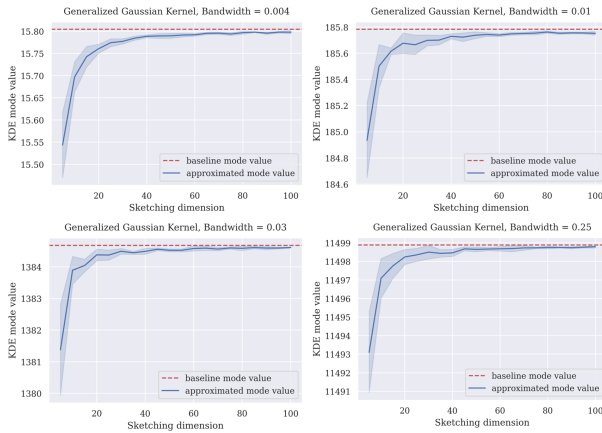 Generalized Gaussian Kernel, Bandwidth = 0.004
15.80
15.75
15.70
15.65
15.60
15.55
15.50
KDE mode value
baseline mode value
approximated mode value
20 40 60 80 100
Sketching dimension
Generalized Gaussian Kernel, Bandwidth = 0.01
185.8
185.6
185.4
185.2
185.0
184.8
184.6
KDE mode value
baseline mode value
approximated mode value
20 40 60 80 100
Sketching dimension
Generalized Gaussian Kernel, Bandwidth = 0.03
1384
1383
1382
1381
1380
KDE mode value
baseline mode value
approximated mode value
0 20 40 60 80 100
Sketching dimension
Generalized Gaussian Kernel, Bandwidth = 0.25
11499
11498
11496
11495
11493
11492
11491
KDE mode value
baseline mode value
approximated mode value
20 40 60 80 100
Sketching dimension